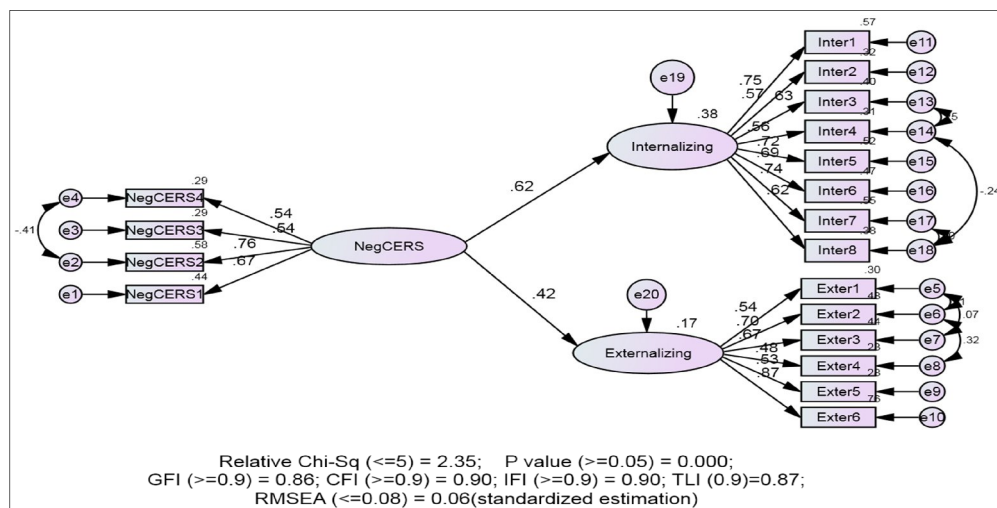 .57
Inter1
e11
.32
Inter2
e12
.40
Inter3
e13
.31
Inter4
e14
.52
Inter5
e15
.47
Inter6
e16
.55
Inter7
e17
.38
Inter8
e18
-.24
e19
.38
Internalizing
.75
.57
.63
.56
.72
.69
.74
.62
.62
.29
e4
NegCERS4
.29
e3
NegCERS3
.58
e2
NegCERS2
.44
e1
NegCERS1
-.41
.54
.54
.76
.67
NegCERS
.42
e20
.17
Externalizing
.54
.70
.67
.48
.53
.87
.30
Exter1
e5
.48
Exter2
e6
.07
.44
Exter3
e7
.32
.23
Exter4
e8
.28
Exter5
e9
.76
Exter6
e10
Relative Chi-Sq (<=5) = 2.35; P value (>=0.05) = 0.000;
GFI (>=0.9) = 0.86; CFI (>=0.9) = 0.90; IFI (>=0.9) = 0.90; TLI (0.9)=0.87;
RMSEA (<=0.08) = 0.06(standardized estimation)